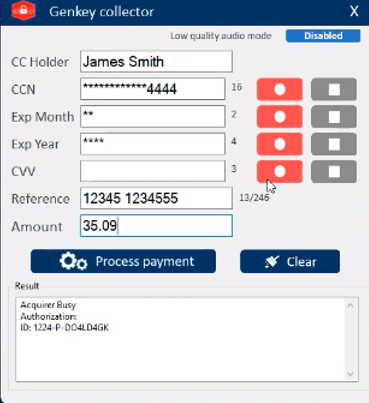 Genkey collector X
Low quality audio mode Disabled
CC Holder James Smith
CCN ************4444 16
Exp Month ** 2
Exp Year **** 4
CVV 3
Reference 12345 1234555 13/246
Amount 35.09
Process payment Clear
Result
Acquirer Busy
Authorization:
ID: 1224-P-DO4LD4GK